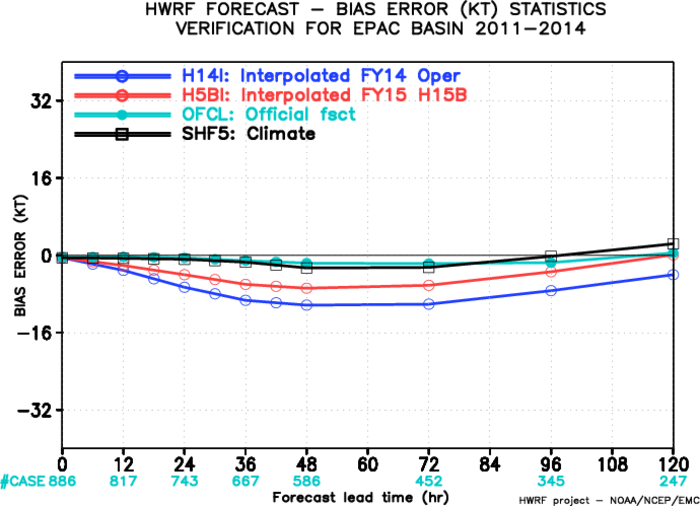 HWRF FORECAST – BIAS ERROR (KT) STATISTICS
VERIFICATION FOR EPAC BASIN 2011–2014
H14I: Interpolated FY14 Oper
H5BI: Interpolated FY15 H15B
OFCL: Official fsct
SHF5: Climate
BIAS ERROR (KT)
32
16
0
−16
−32
0 12 24 36 48 60 72 84 96 108 120
#CASE 886 817 743 667 586 452 345 247
Forecast lead time (hr)
HWRF project – NOAA/NCEP/EMC